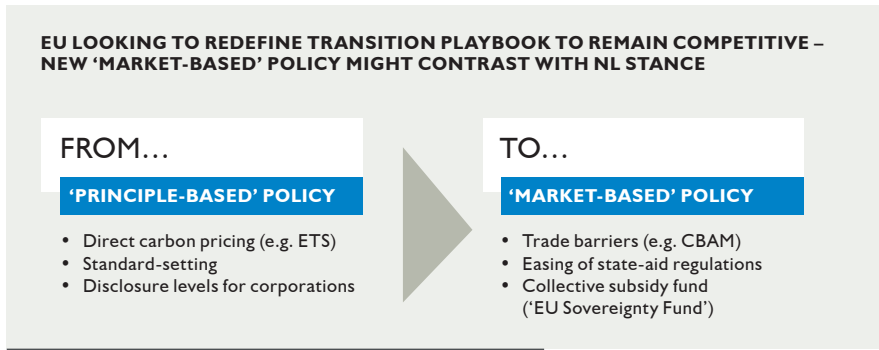 EU LOOKING TO REDEFINE TRANSITION PLAYBOOK TO REMAIN COMPETITIVE –
NEW ‘MARKET-BASED’ POLICY MIGHT CONTRAST WITH NL STANCE
FROM…
‘PRINCIPLE-BASED’ POLICY
• Direct carbon pricing (e.g. ETS)
• Standard-setting
• Disclosure levels for corporations
TO…
‘MARKET-BASED’ POLICY
• Trade barriers (e.g. CBAM)
• Easing of state-aid regulations
• Collective subsidy fund
(‘EU Sovereignty Fund’)